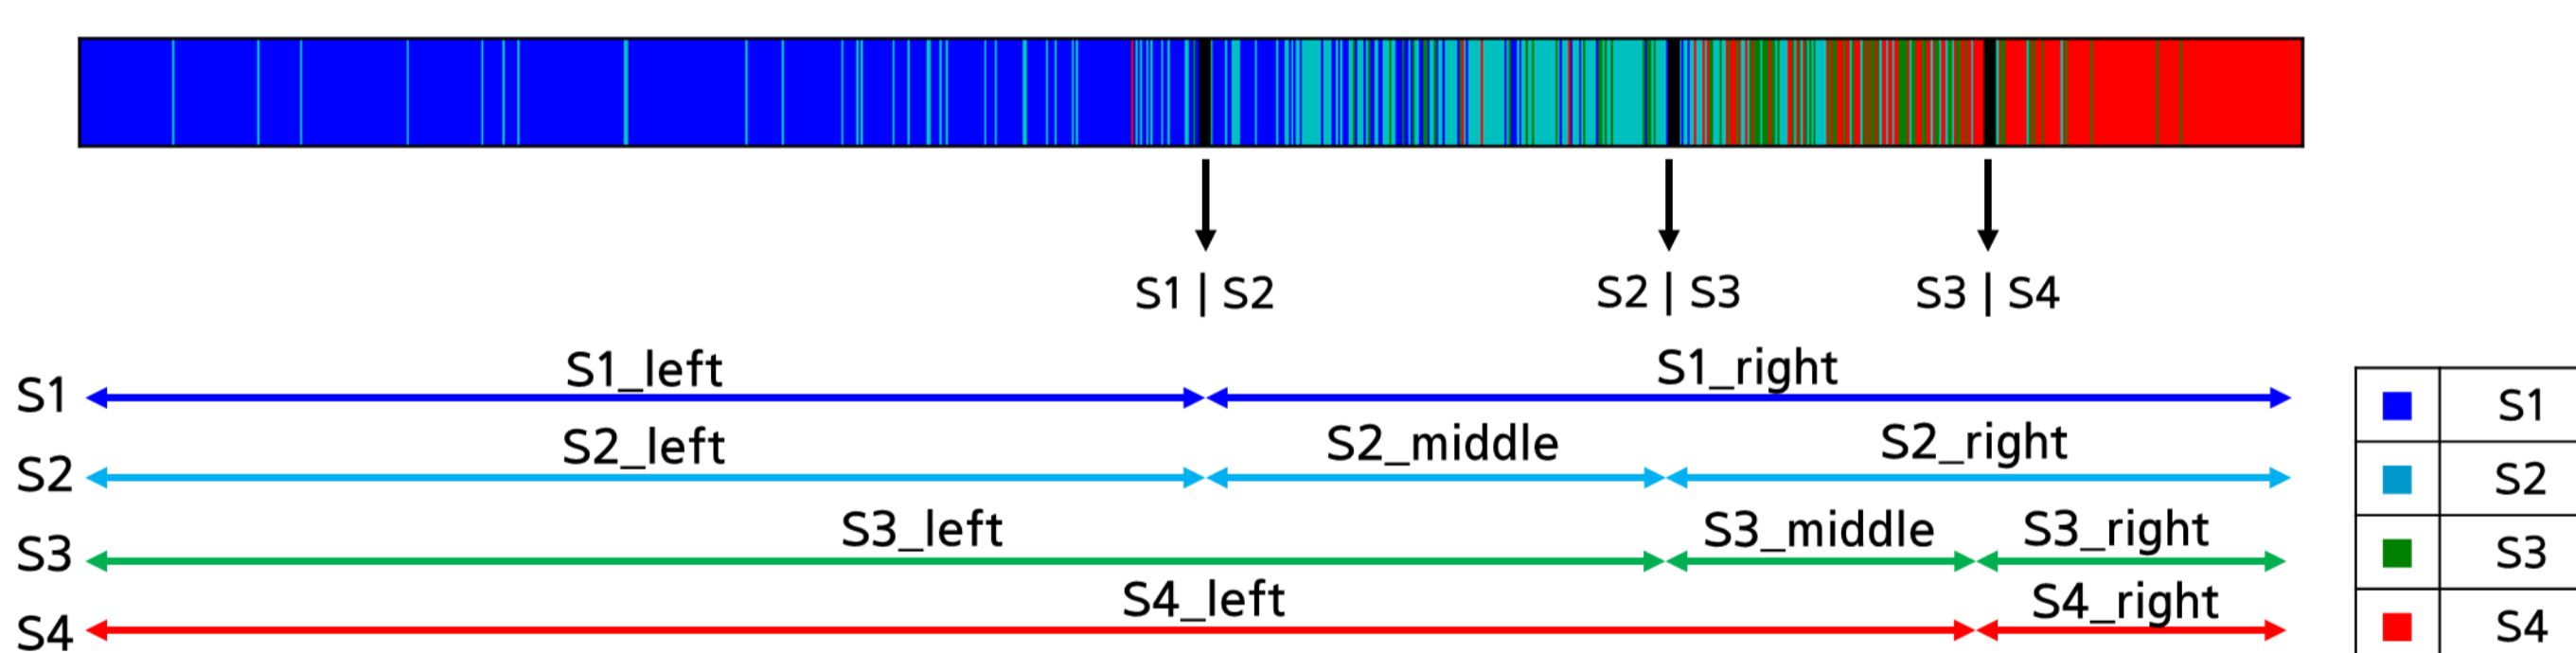 S1 | S2
S2 | S3
S3 | S4
S1_left
S1_right
S1
S2_left
S2_middle
S2_right
S2
S3_left
S3_middle
S3_right
S3
S4_left
S4_right
S4
S1
S2
S3
S4